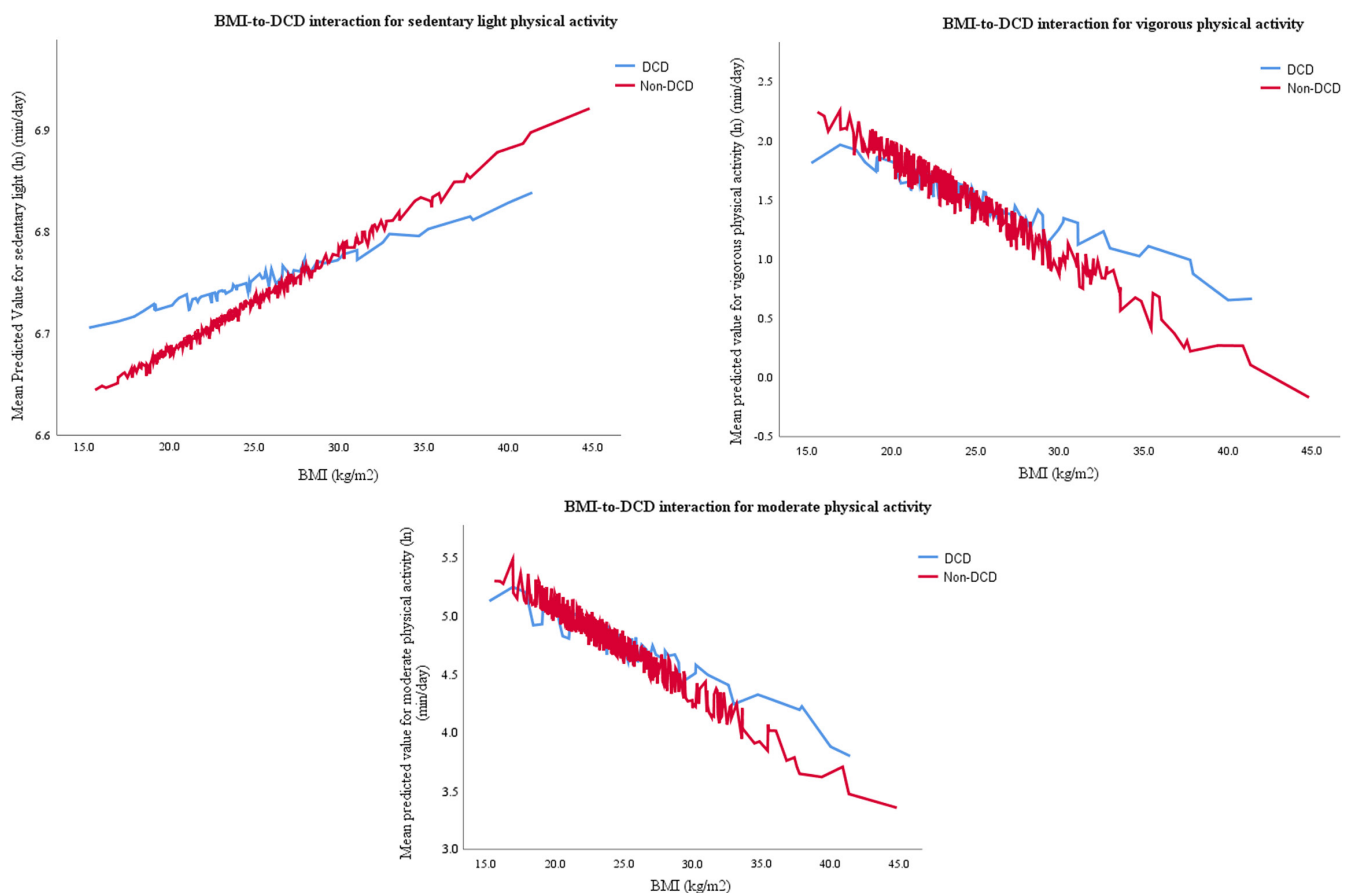 BMI-to-DCD interaction for sedentary light physical activity
DCD
Non-DCD
Mean Predicted Value for sedentary light (ln) (min/day)
6.9
6.8
6.7
6.6
15.0 20.0 25.0 30.0 35.0 40.0 45.0
BMI (kg/m2)
BMI-to-DCD interaction for vigorous physical activity
DCD
Non-DCD
Mean predicted value for vigorous physical activity (ln) (min/day)
2.5
2.0
1.5
1.0
0.5
0.0
-0.5
15.0 20.0 25.0 30.0 35.0 40.0 45.0
BMI (kg/m2)
BMI-to-DCD interaction for moderate physical activity
DCD
Non-DCD
Mean predicted value for moderate physical activity (ln)
(min/day)
5.5
5.0
4.5
4.0
3.5
3.0
15.0 20.0 25.0 30.0 35.0 40.0 45.0
BMI (kg/m2)